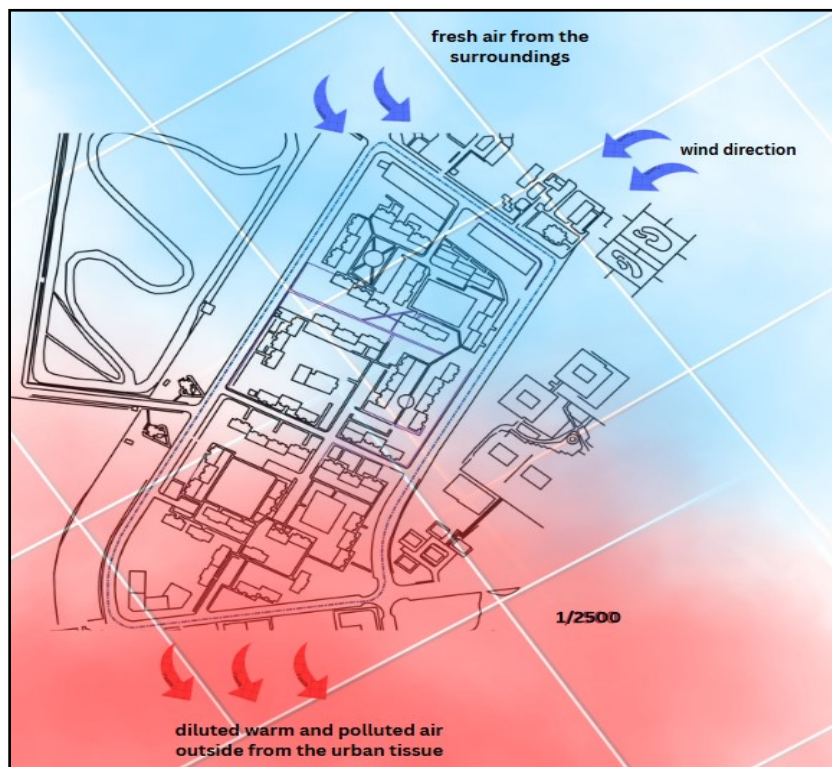 fresh air from the
surroundings
wind direction
1/2500
diluted warm and polluted air
outside from the urban tissue